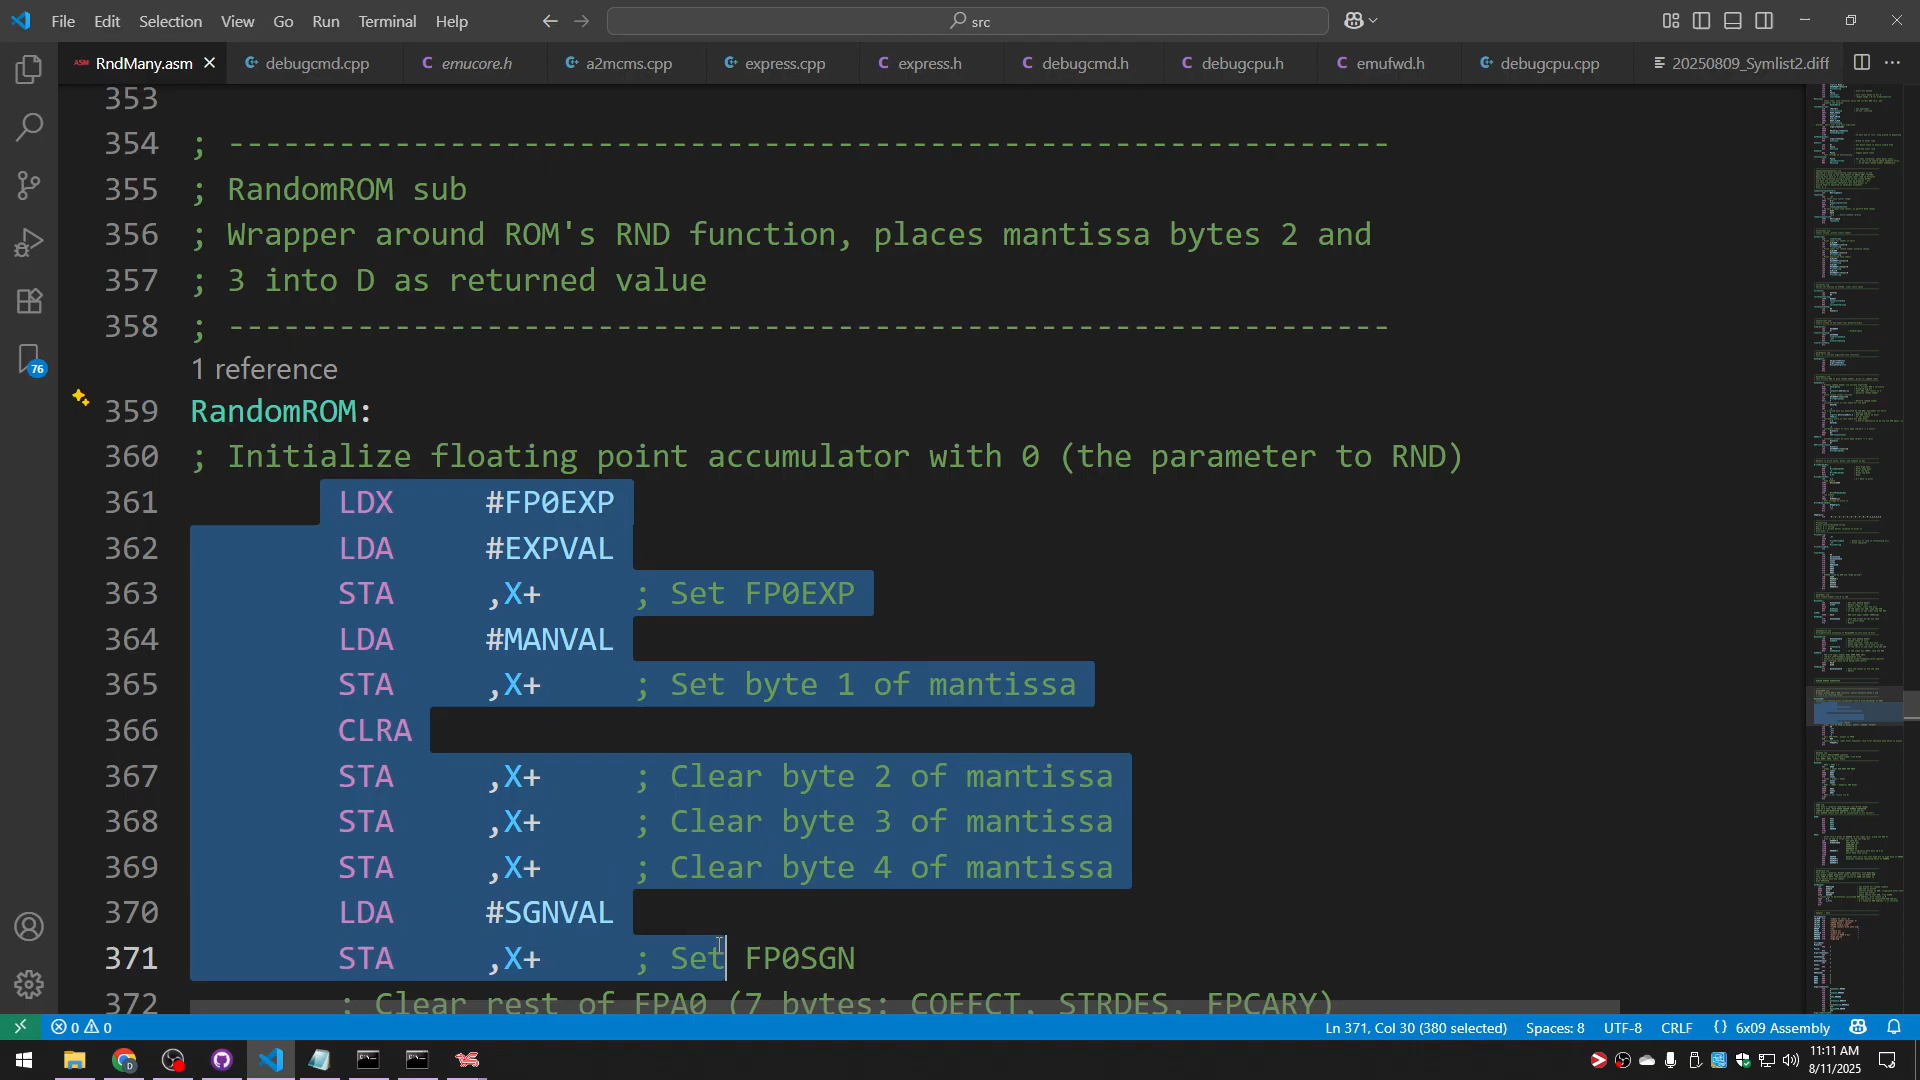 File Edit Selection View Go Run Terminal Help
src
ASM RndMany.asm
debugcmd.cpp
emucore.h
a2mcms.cpp
express.cpp
express.h
debugcmd.h
debugcpu.h
emufwd.h
debugcpu.cpp
20250809_Symlist2.diff
353
354 ; ---------------------------------------------------------------
355 ; RandomROM sub
356 ; Wrapper around ROM's RND function, places mantissa bytes 2 and
357 ; 3 into D as returned value
358 ; ---------------------------------------------------------------
1 reference
359 RandomROM:
360 ; Initialize floating point accumulator with 0 (the parameter to RND)
361 LDX #FP0EXP
362 LDA #EXPVAL
363 STA ,X+ ; Set FP0EXP
364 LDA #MANVAL
365 STA ,X+ ; Set byte 1 of mantissa
366 CLRA
367 STA ,X+ ; Clear byte 2 of mantissa
368 STA ,X+ ; Clear byte 3 of mantissa
369 STA ,X+ ; Clear byte 4 of mantissa
370 LDA #SGNVAL
371 STA ,X+ ; Set FP0SGN
372 ; Clear rest of FPA0 (7 bytes: COEFCT, STRDES, FPCARY)
76
0 0
Ln 371, Col 30 (380 selected) Spaces: 8 UTF-8 CRLF {} 6x09 Assembly
11:11 AM
8/11/2025